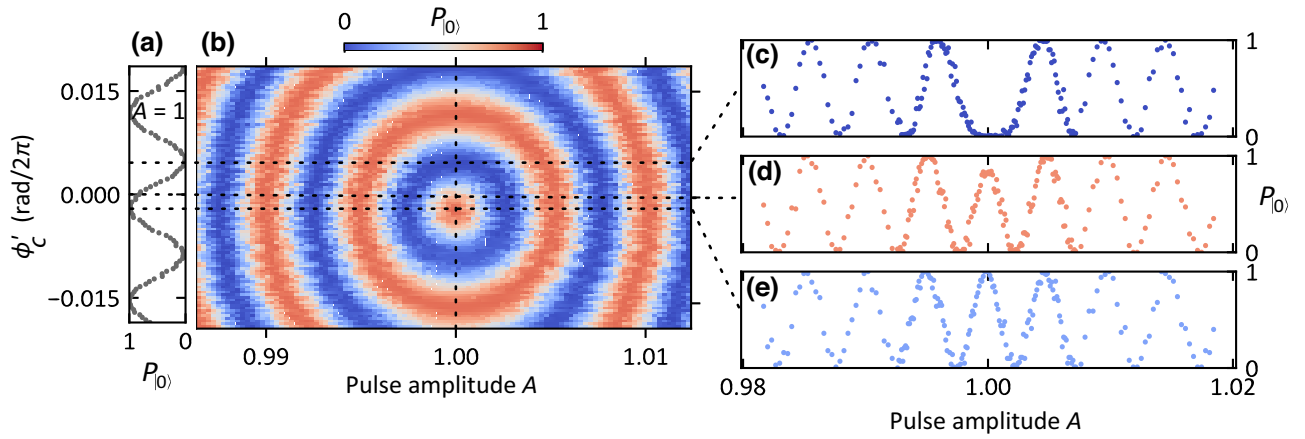 (a)
(b)
0
P|0⟩
1
A = 1
0.015
0.000
−0.015
ϕ′C (rad/2π)
1
0
P|0⟩
0.99
1.00
1.01
Pulse amplitude A
(c)
1
0
(d)
1
0
P|0⟩
(e)
1
0
0.98
1.00
1.02
Pulse amplitude A